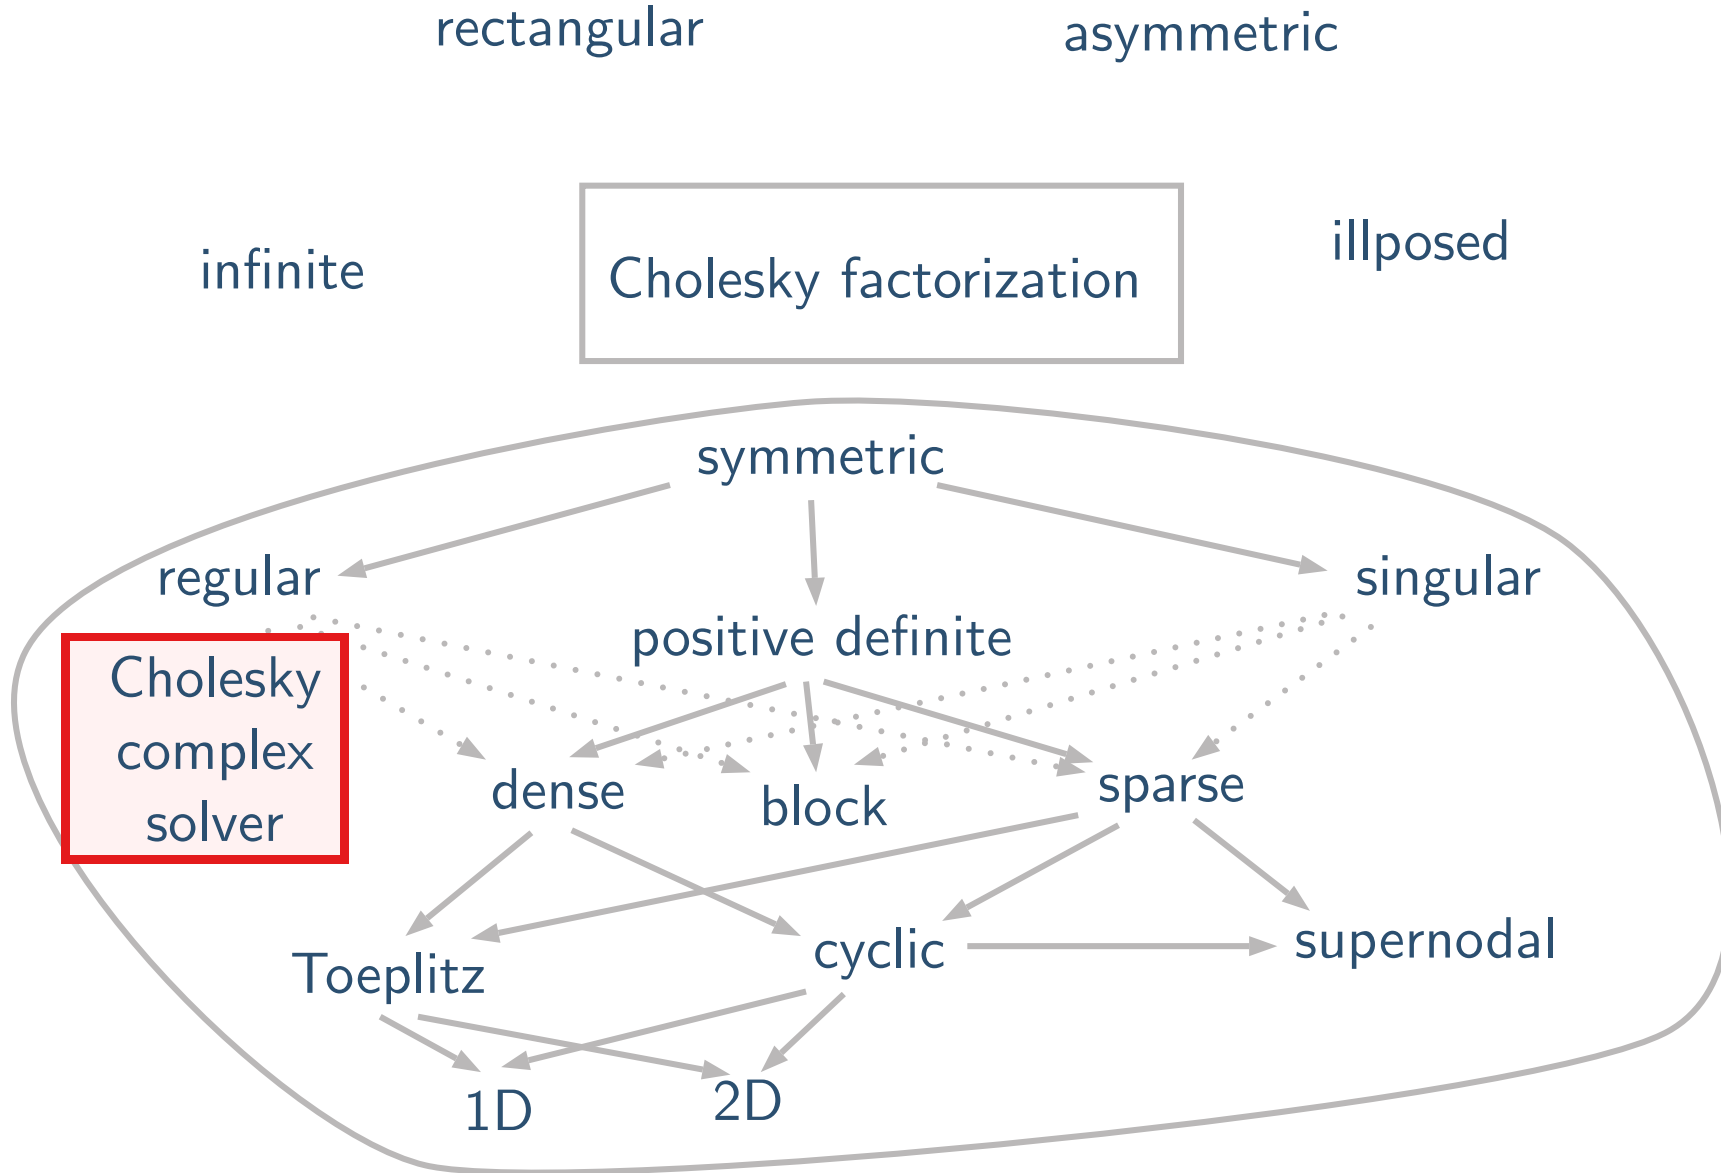 rectangular
asymmetric
infinite
Cholesky factorization
illposed
symmetric
regular
singular
positive definite
Cholesky
complex
solver
dense
block
sparse
Toeplitz
cyclic
supernodal
1D
2D